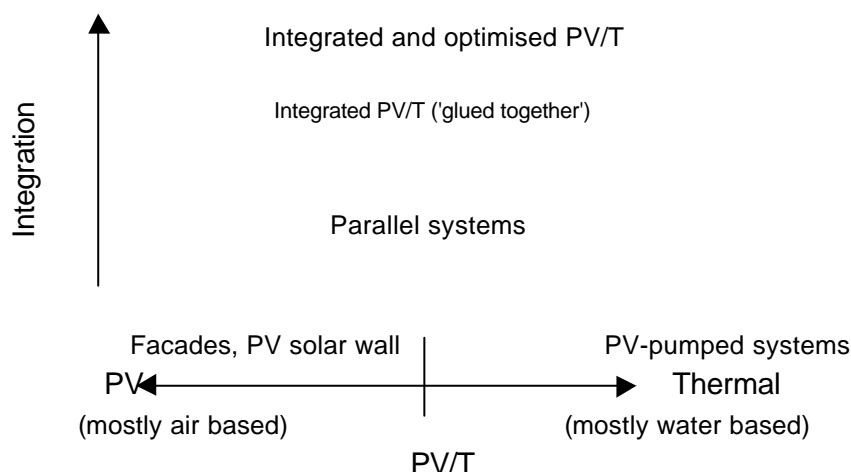 Integrated and optimised PV/T
Integrated PV/T ('glued together')
Integration
Parallel systems
Facades, PV solar wall
PV-pumped systems
PV
Thermal
(mostly air based)
(mostly water based)
PV/T